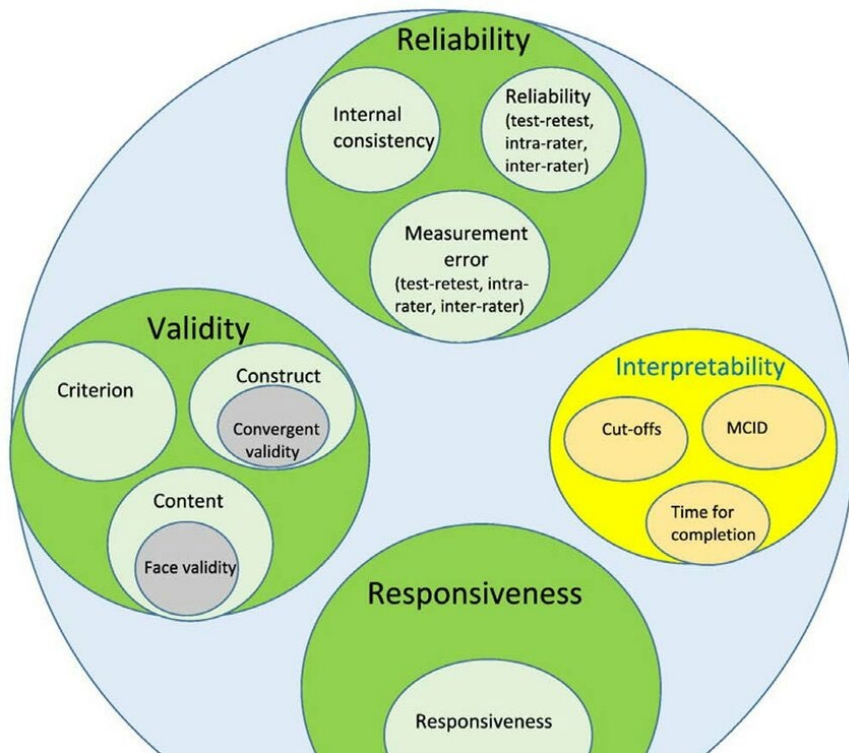 Reliability
Internal
consistency
Reliability
(test-retest,
intra-rater,
inter-rater)
Measurement
error
(test-retest, intra-
rater, inter-rater)
Validity
Criterion
Construct
Convergent
validity
Content
Face validity
Interpretability
Cut-offs
MCID
Time for
completion
Responsiveness
Responsiveness